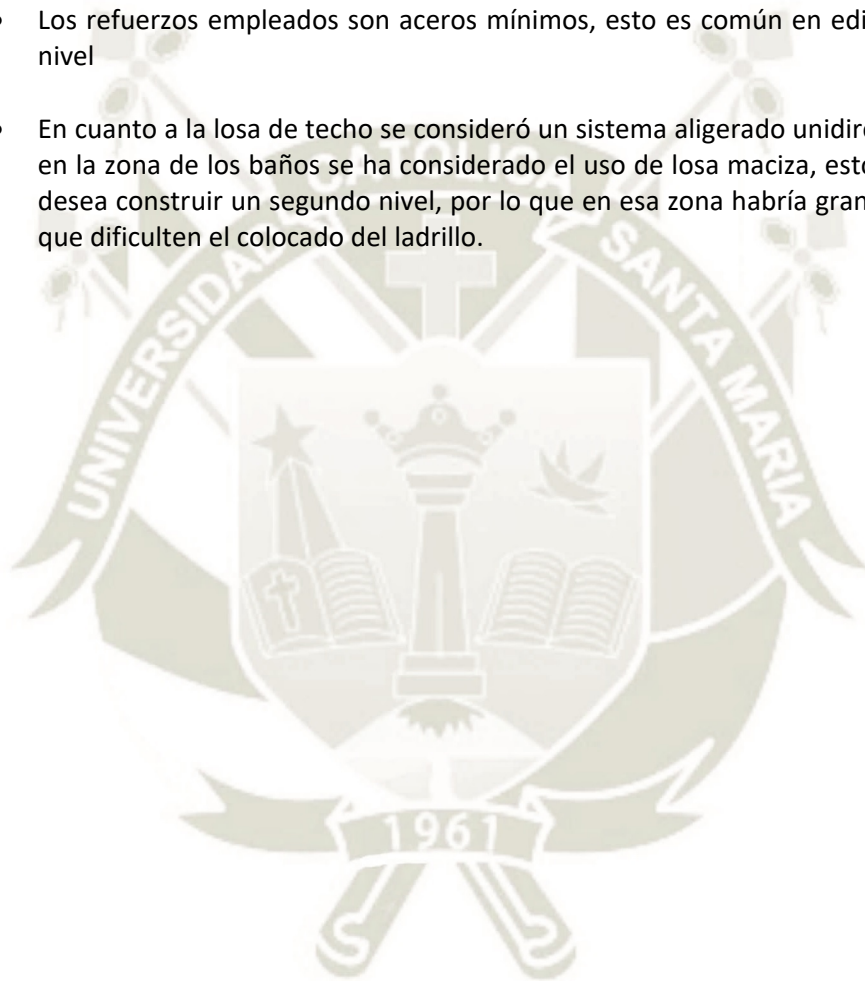 • Los refuerzos empleados son aceros mínimos, esto es común en edi
nivel
• En cuanto a la losa de techo se consideró un sistema aligerado unidire
en la zona de los baños se ha considerado el uso de losa maciza, esto
desea construir un segundo nivel, por lo que en esa zona habría gran
que dificulten el colocado del ladrillo.
UNIVERSIDAD CATOLICA SANTA MARIA
1961